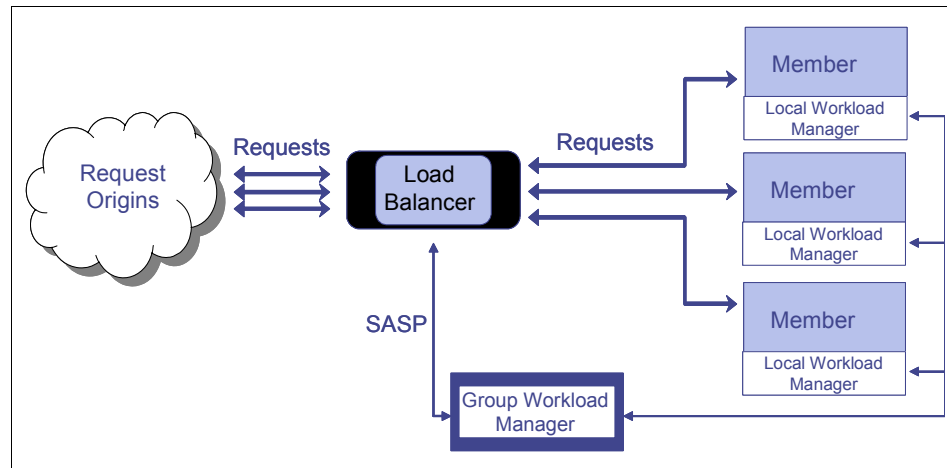 Request
Origins
Requests
Load
Balancer
Requests
Member
Local Workload
Manager
Member
Local Workload
Manager
Member
Local Workload
Manager
SASP
Group Workload
Manager